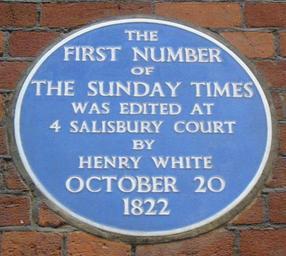 THE
FIRST NUMBER
OF
THE SUNDAY TIMES
WAS EDITED AT
4 SALISBURY COURT
BY
HENRY WHITE
OCTOBER 20
1822